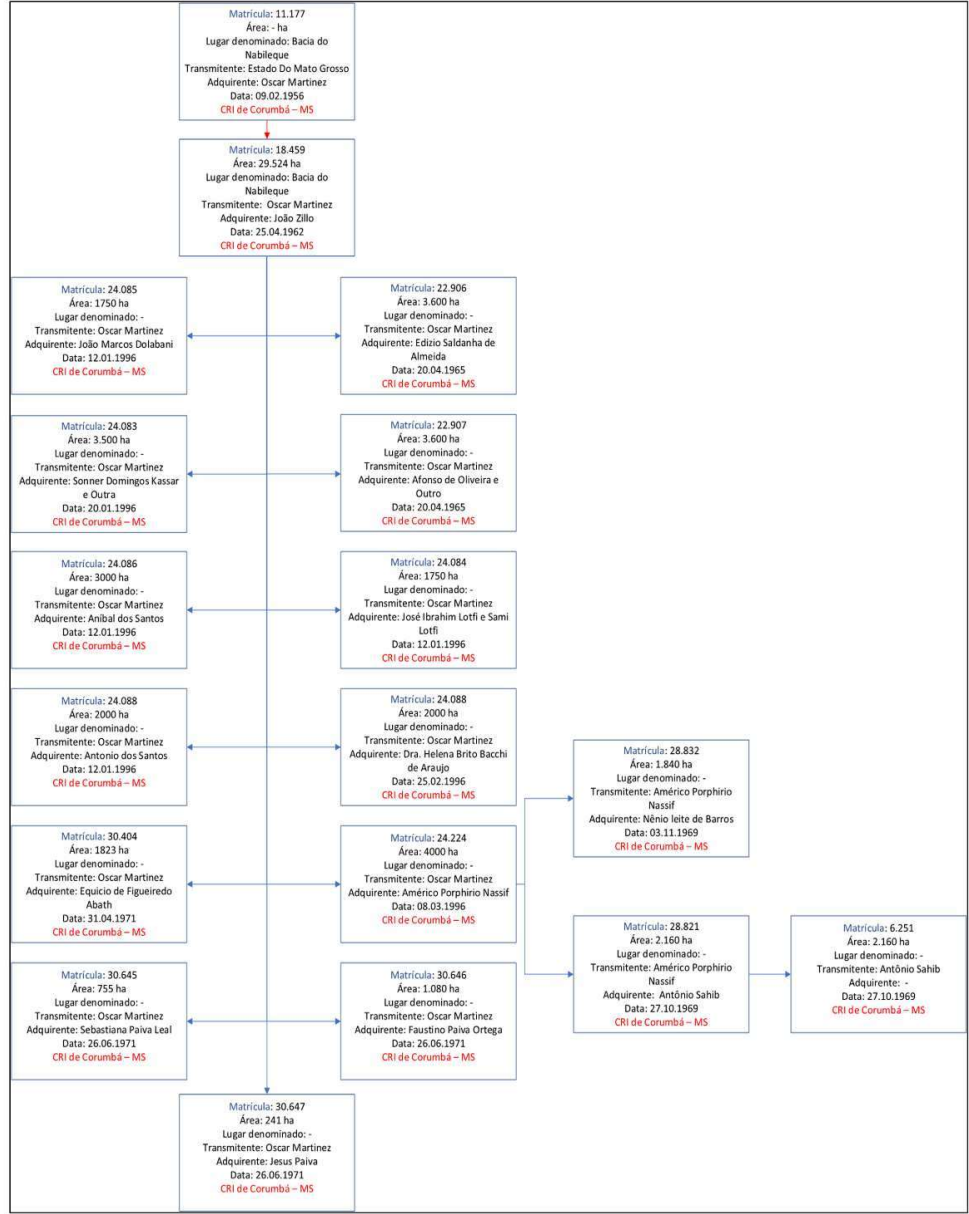 Matrícula: 11.177
Área: - ha
Lugar denominado: Bacia do
Nabileque
Transmitente: Estado Do Mato Grosso
Adquirente: Oscar Martinez
Data: 09.02.1956
CRI de Corumbá – MS
Matrícula: 18.459
Área: 29.524 ha
Lugar denominado: Bacia do
Nabileque
Transmitente: Oscar Martinez
Adquirente: João Zillo
Data: 25.04.1962
CRI de Corumbá – MS
Matrícula: 24.085
Área: 1750 ha
Lugar denominado: -
Transmitente: Oscar Martinez
Adquirente: João Marcos Dolabani
Data: 12.01.1996
CRI de Corumbá – MS
Matrícula: 22.906
Área: 3.600 ha
Lugar denominado: -
Transmitente: Oscar Martinez
Adquirente: Edizio Saldanha de
Almeida
Data: 20.04.1965
CRI de Corumbá – MS
Matrícula: 24.083
Área: 3.500 ha
Lugar denominado: -
Transmitente: Oscar Martinez
Adquirente: Sonner Domingos Kassar
e Outra
Data: 20.01.1996
CRI de Corumbá – MS
Matrícula: 22.907
Área: 3.600 ha
Lugar denominado: -
Transmitente: Oscar Martinez
Adquirente: Afonso de Oliveira e
Outro
Data: 20.04.1965
CRI de Corumbá – MS
Matrícula: 24.086
Área: 3000 ha
Lugar denominado: -
Transmitente: Oscar Martinez
Adquirente: Aníbal dos Santos
Data: 12.01.1996
CRI de Corumbá – MS
Matrícula: 24.084
Área: 1750 ha
Lugar denominado: -
Transmitente: Oscar Martinez
Adquirente: José Ibrahim Lotfi e Sami
Lotfi
Data: 12.01.1996
CRI de Corumbá – MS
Matrícula: 24.088
Área: 2000 ha
Lugar denominado: -
Transmitente: Oscar Martinez
Adquirente: Antonio dos Santos
Data: 12.01.1996
CRI de Corumbá – MS
Matrícula: 24.088
Área: 2000 ha
Lugar denominado: -
Transmitente: Oscar Martinez
Adquirente: Dra. Helena Brito Bacchi
de Araujo
Data: 25.02.1996
CRI de Corumbá – MS
Matrícula: 28.832
Área: 1.840 ha
Lugar denominado: -
Transmitente: Américo Porphirio
Nassif
Adquirente: Nênio leite de Barros
Data: 03.11.1969
CRI de Corumbá – MS
Matrícula: 30.404
Área: 1823 ha
Lugar denominado: -
Transmitente: Oscar Martinez
Adquirente: Equicio de Figueiredo
Abath
Data: 31.04.1971
CRI de Corumbá – MS
Matrícula: 24.224
Área: 4000 ha
Lugar denominado: -
Transmitente: Oscar Martinez
Adquirente: Américo Porphirio Nassif
Data: 08.03.1996
CRI de Corumbá – MS
Matrícula: 28.821
Área: 2.160 ha
Lugar denominado: -
Transmitente: Américo Porphirio
Nassif
Adquirente: Antônio Sahib
Data: 27.10.1969
CRI de Corumbá – MS
Matrícula: 6.251
Área: 2.160 ha
Lugar denominado: -
Transmitente: Antônio Sahib
Adquirente: -
Data: 27.10.1969
CRI de Corumbá – MS
Matrícula: 30.645
Área: 755 ha
Lugar denominado: -
Transmitente: Oscar Martinez
Adquirente: Sebastiana Paiva Leal
Data: 26.06.1971
CRI de Corumbá – MS
Matrícula: 30.646
Área: 1.080 ha
Lugar denominado: -
Transmitente: Oscar Martinez
Adquirente: Faustino Paiva Ortega
Data: 26.06.1971
CRI de Corumbá – MS
Matrícula: 30.647
Área: 241 ha
Lugar denominado: -
Transmitente: Oscar Martinez
Adquirente: Jesus Paiva
Data: 26.06.1971
CRI de Corumbá – MS